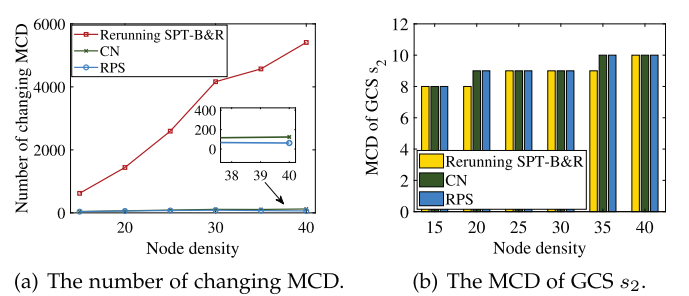 6000
4000
2000
0
Number of changing MCD
Rerunning SPT-B&R
CN
RPS
400
200
0
38 39 40
20 25 30 35 40
Node density
(a) The number of changing MCD.
12
10
8
6
4
2
0
MCD of GCS s2
Rerunning SPT-B&R
CN
RPS
15 20 25 30 35 40
Node density
(b) The MCD of GCS s2.